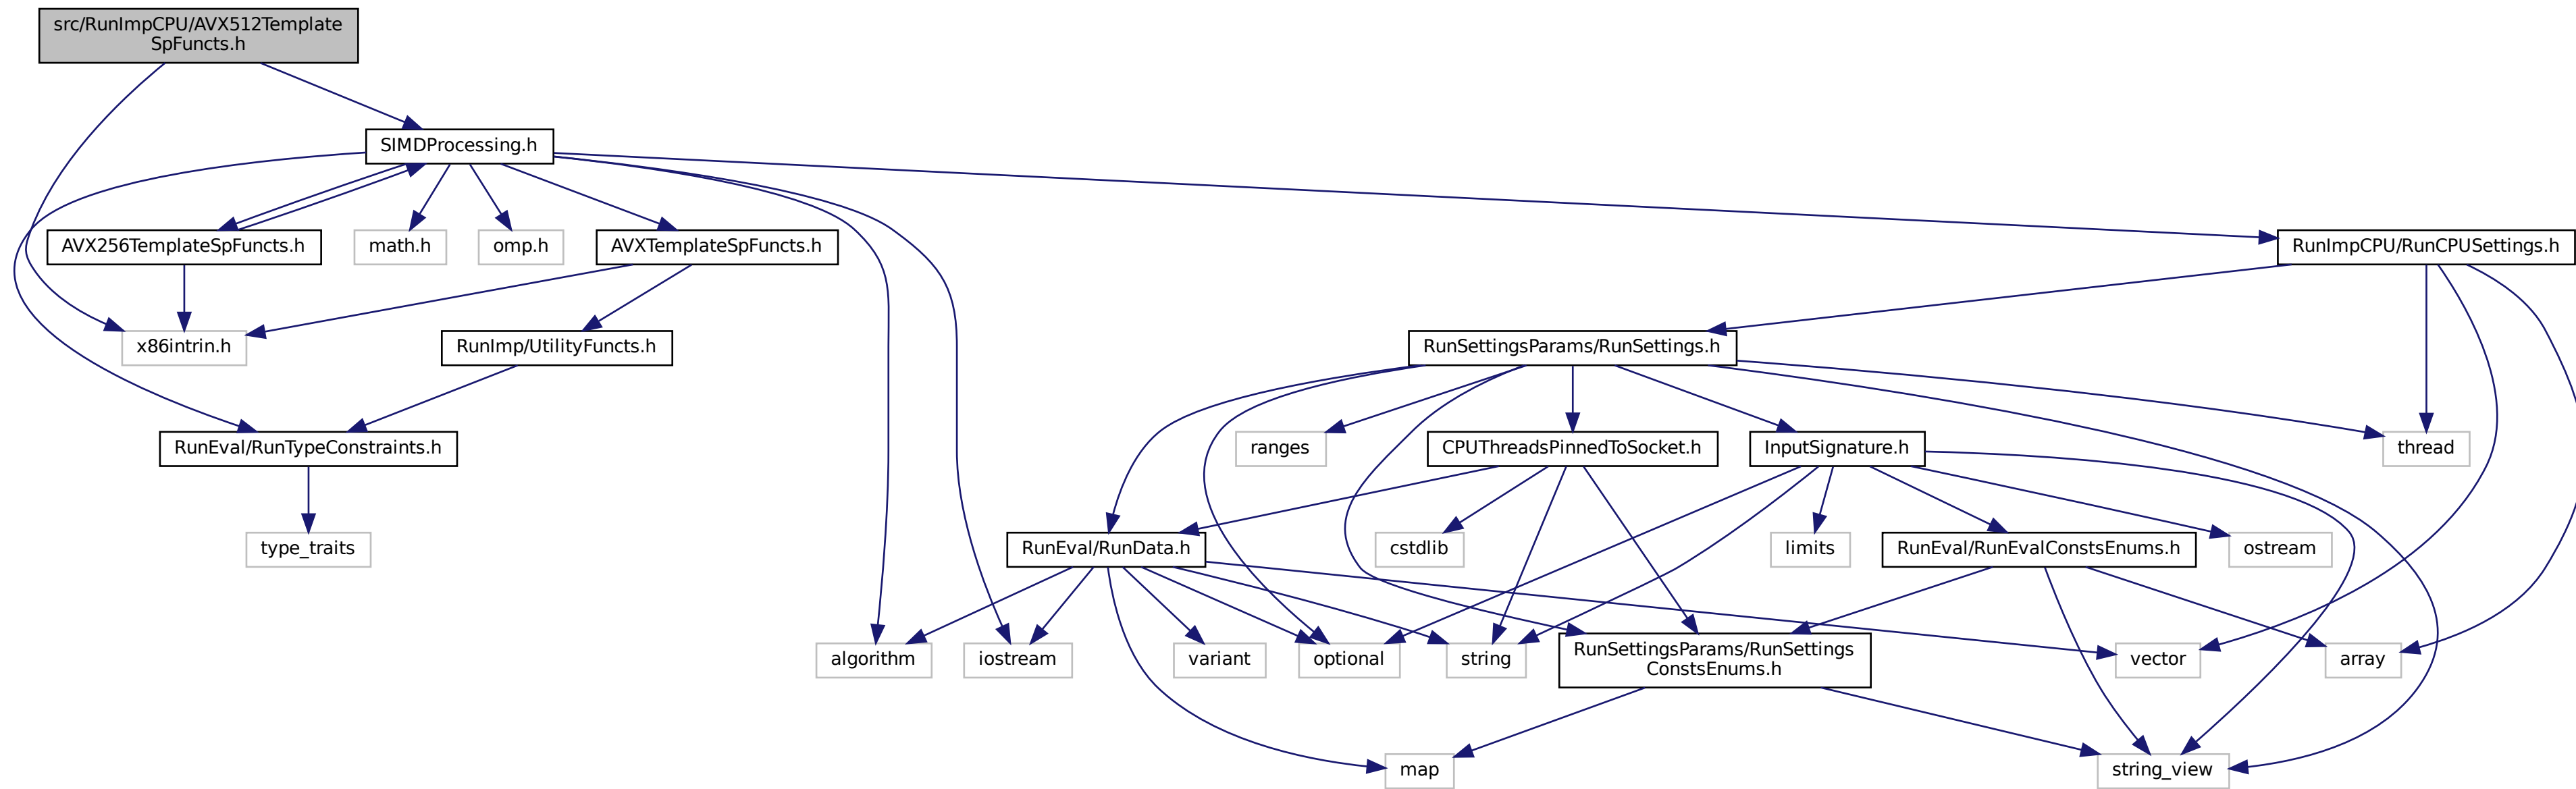 src/RunImpCPU/AVX512Template
SpFuncts.h
SIMDProcessing.h
AVX256TemplateSpFuncts.h
math.h
omp.h
AVXTemplateSpFuncts.h
RunImpCPU/RunCPUSettings.h
x86intrin.h
RunImp/UtilityFuncts.h
RunSettingsParams/RunSettings.h
RunEval/RunTypeConstraints.h
ranges
CPUThreadsPinnedToSocket.h
InputSignature.h
thread
type_traits
RunEval/RunData.h
cstdlib
limits
RunEval/RunEvalConstsEnums.h
ostream
algorithm
iostream
variant
optional
string
RunSettingsParams/RunSettings
ConstsEnums.h
vector
array
map
string_view